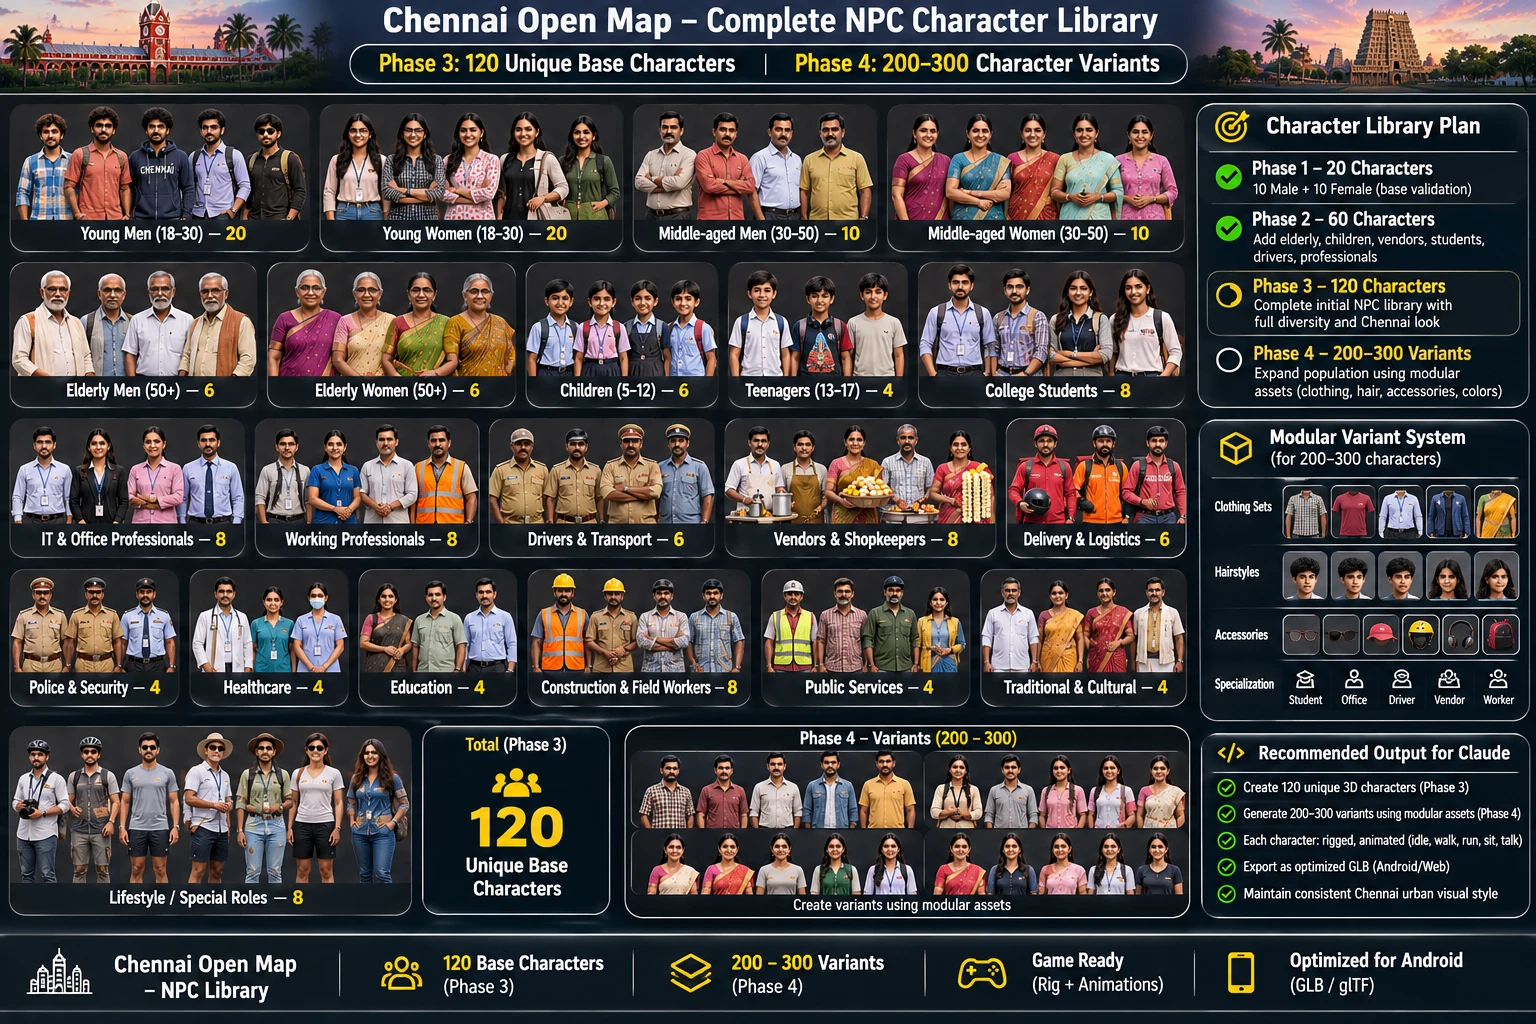 Chennai Open Map – Complete NPC Character Library
Phase 3: 120 Unique Base Characters | Phase 4: 200–300 Character Variants
CHENNAI
Young Men (18–30) — 20
Young Women (18–30) — 20
Middle-aged Men (30–50) — 10
Middle-aged Women (30–50) — 10
Elderly Men (50+) — 6
Elderly Women (50+) — 6
Children (5–12) — 6
Teenagers (13–17) — 4
College Students — 8
IT & Office Professionals — 8
Working Professionals — 8
Drivers & Transport — 6
Vendors & Shopkeepers — 8
Delivery & Logistics — 6
Police & Security — 4
Healthcare — 4
Education — 4
Construction & Field Workers — 8
Public Services — 4
Traditional & Cultural — 4
Lifestyle / Special Roles — 8
Total (Phase 3)
120
Unique Base
Characters
Phase 4 – Variants (200 – 300)
Create variants using modular assets
Character Library Plan
Phase 1 – 20 Characters
10 Male + 10 Female (base validation)
Phase 2 – 60 Characters
Add elderly, children, vendors, students,
drivers, professionals
Phase 3 – 120 Characters
Complete initial NPC library with
full diversity and Chennai look
Phase 4 – 200–300 Variants
Expand population using modular
assets (clothing, hair, accessories, colors)
Modular Variant System
(for 200–300 characters)
Clothing Sets
Hairstyles
Accessories
Specialization
Student
Office
Driver
Vendor
Worker
</> Recommended Output for Claude
Create 120 unique 3D characters (Phase 3)
Generate 200–300 variants using modular assets (Phase 4)
Each character: rigged, animated (idle, walk, run, sit, talk)
Export as optimized GLB (Android/Web)
Maintain consistent Chennai urban visual style
Chennai Open Map
– NPC Library
120 Base Characters
(Phase 3)
200 – 300 Variants
(Phase 4)
Game Ready
(Rig + Animations)
Optimized for Android
(GLB / glTF)